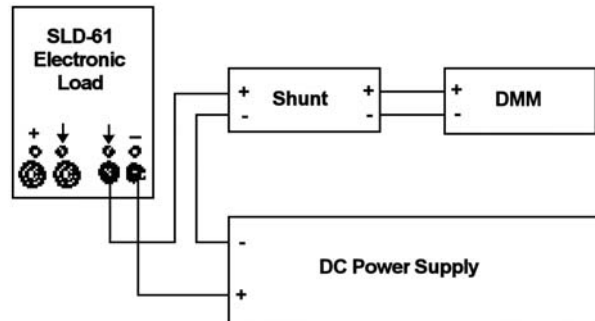 SLD-61
Electronic
Load
+ –
+ Shunt +
- -
+ DMM
-
-
DC Power Supply
+